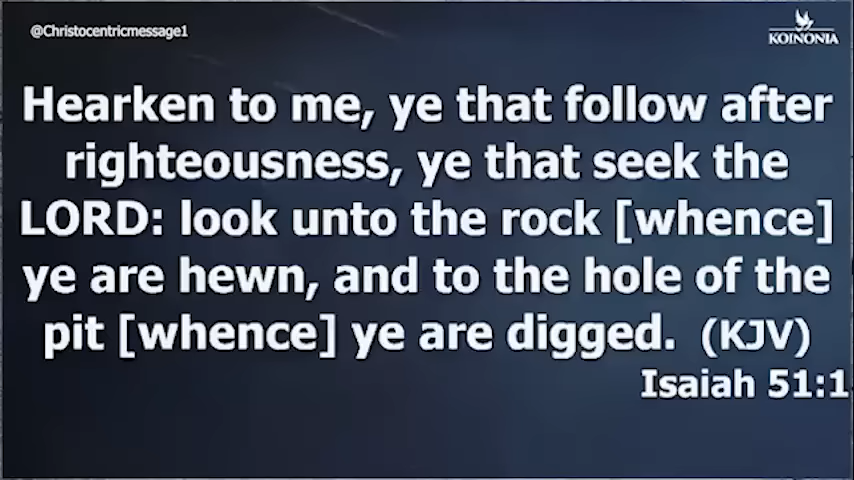 @Christocentricmessage1
KOINONIA
Hearken to me, ye that follow after
righteousness, ye that seek the
LORD: look unto the rock [whence]
ye are hewn, and to the hole of the
pit [whence] ye are digged. (KJV)
Isaiah 51:1